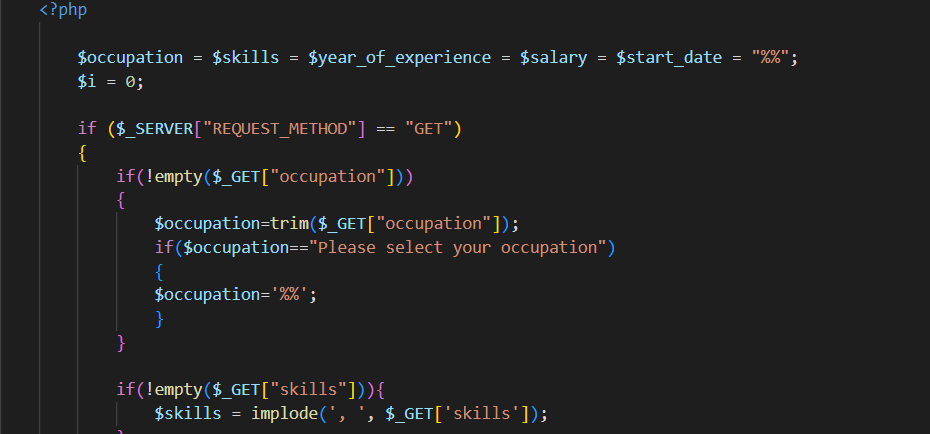 <?php
$occupation = $skills = $year_of_experience = $salary = $start_date = "%%";
$i = 0;
if ($_SERVER["REQUEST_METHOD"] == "GET")
{
if(!empty($_GET["occupation"]))
{
$occupation=trim($_GET["occupation"]);
if($occupation=="Please select your occupation")
{
$occupation='%%';
}
}
if(!empty($_GET["skills"])){
$skills = implode(', ', $_GET['skills']);